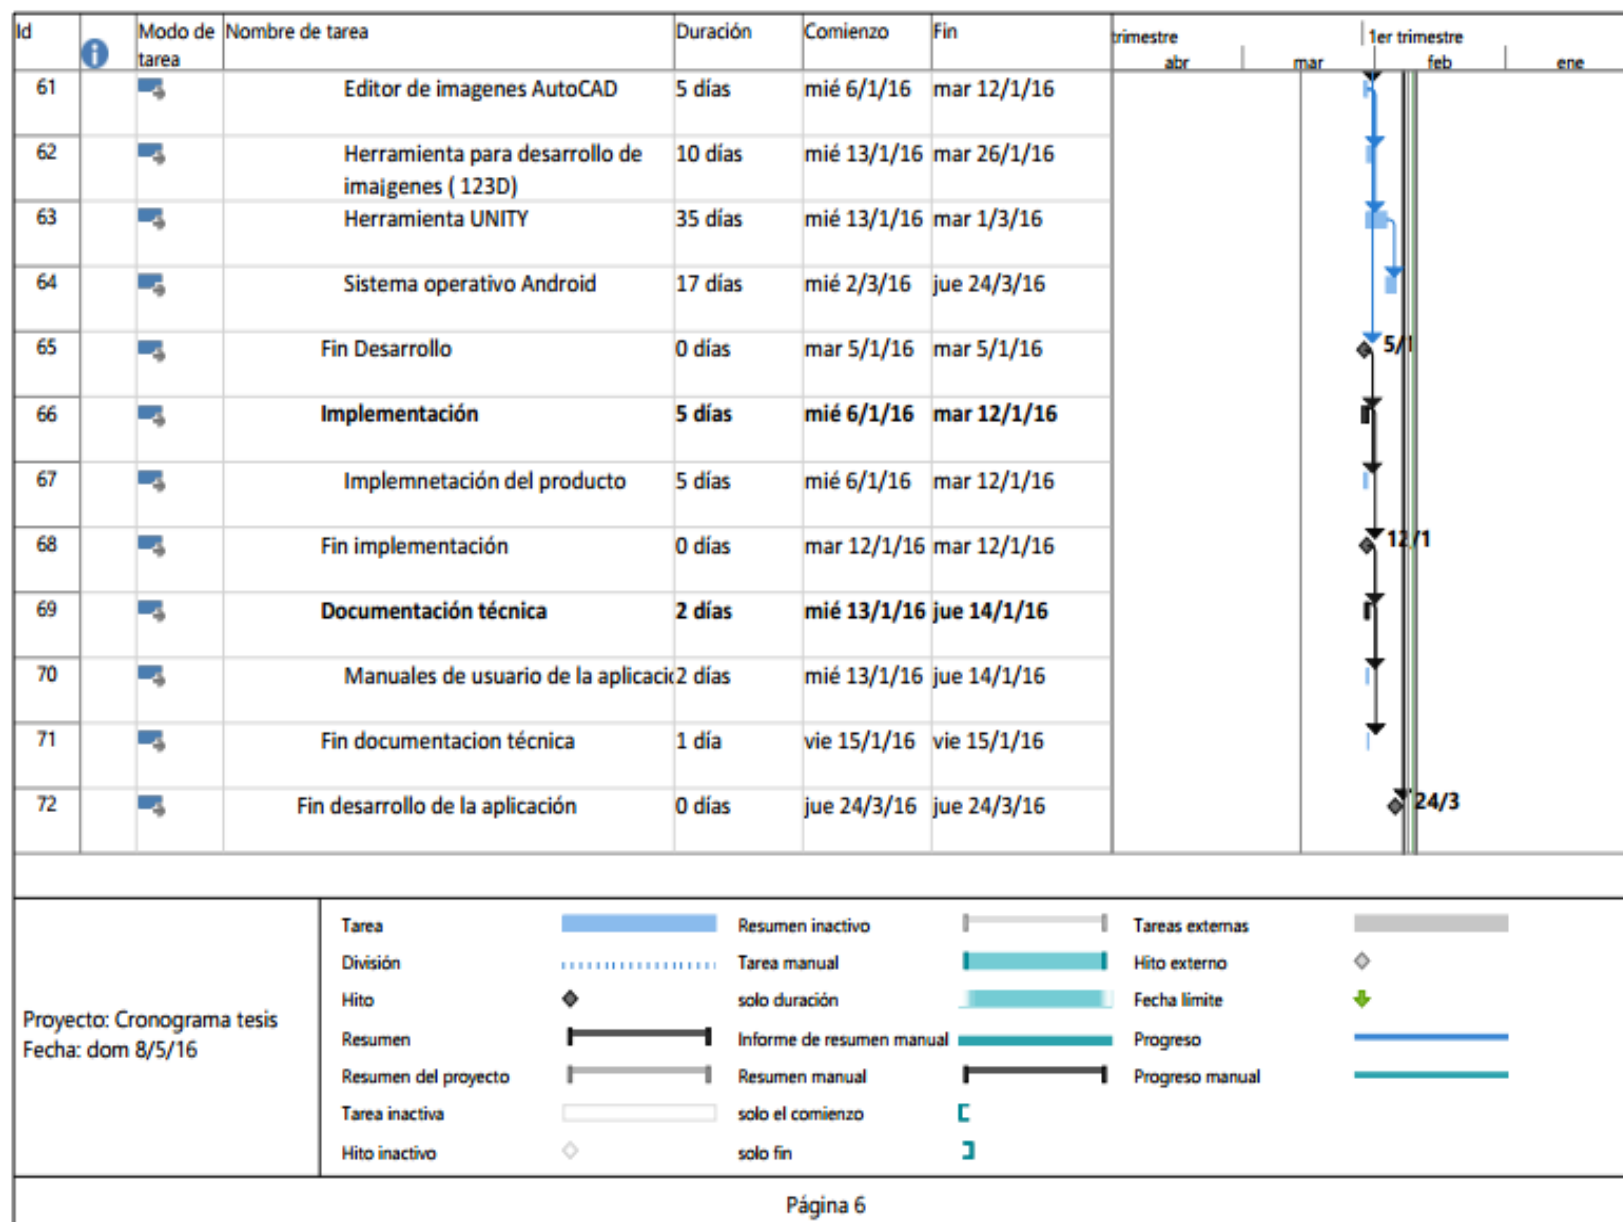 Id Modo de tarea Nombre de tarea Duración Comienzo Fin
trimestre 1er trimestre
abr mar feb ene
61 Editor de imagenes AutoCAD 5 días mié 6/1/16 mar 12/1/16
62 Herramienta para desarrollo de 10 días mié 13/1/16 mar 26/1/16
imaigenes ( 123D)
63 Herramienta UNITY 35 días mié 13/1/16 mar 1/3/16
64 Sistema operativo Android 17 días mié 2/3/16 jue 24/3/16
65 Fin Desarrollo 0 días mar 5/1/16 mar 5/1/16 5/1
66 Implementación 5 días mié 6/1/16 mar 12/1/16
67 Implemnetación del producto 5 días mié 6/1/16 mar 12/1/16
68 Fin implementación 0 días mar 12/1/16 mar 12/1/16 12/1
69 Documentación técnica 2 días mié 13/1/16 jue 14/1/16
70 Manuales de usuario de la aplicació 2 días mié 13/1/16 jue 14/1/16
71 Fin documentacion técnica 1 día vie 15/1/16 vie 15/1/16
72 Fin desarrollo de la aplicación 0 días jue 24/3/16 jue 24/3/16 24/3
Proyecto: Cronograma tesis
Fecha: dom 8/5/16
Tarea Resumen inactivo Tareas externas
División Tarea manual Hito externo
Hito solo duración Fecha límite
Resumen Informe de resumen manual Progreso
Resumen del proyecto Resumen manual Progreso manual
Tarea inactiva solo el comienzo
Hito inactivo solo fin
Página 6